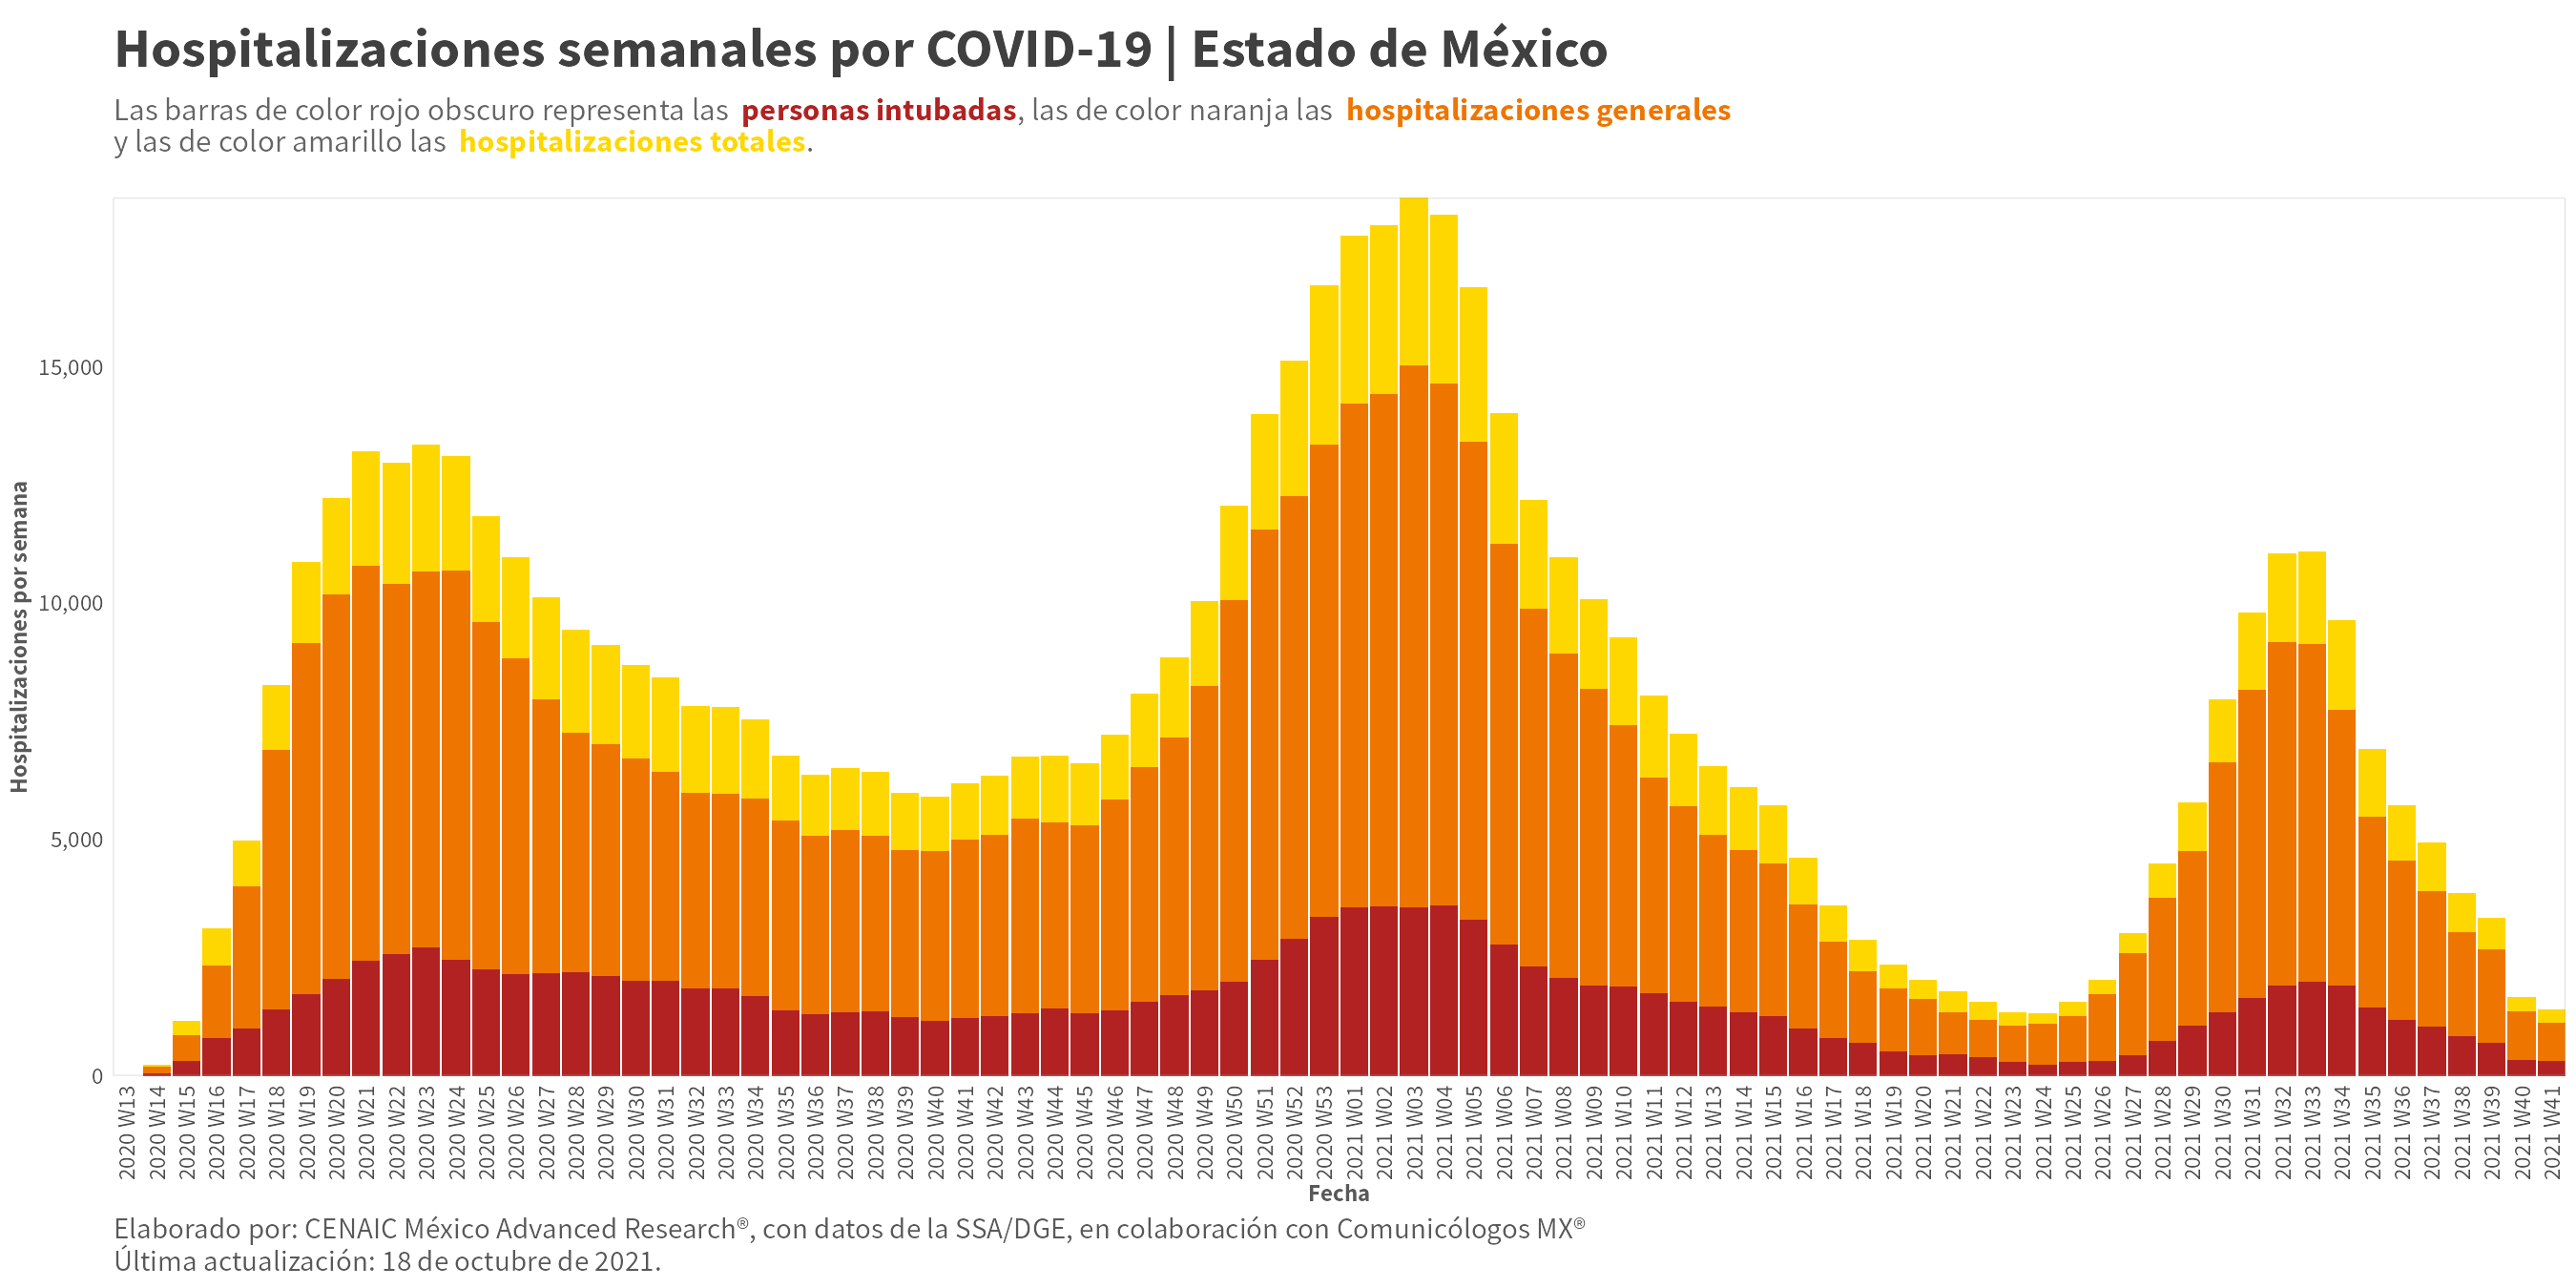 Hospitalizaciones semanales por COVID-19 | Estado de México
Las barras de color rojo obscuro representa las personas intubadas, las de color naranja las hospitalizaciones generales
y las de color amarillo las hospitalizaciones totales.
Hospitalizaciones por semana
15,000
10,000
5,000
0
2020 W13
2020 W14
2020 W15
2020 W16
2020 W17
2020 W18
2020 W19
2020 W20
2020 W21
2020 W22
2020 W23
2020 W24
2020 W25
2020 W26
2020 W27
2020 W28
2020 W29
2020 W30
2020 W31
2020 W32
2020 W33
2020 W34
2020 W35
2020 W36
2020 W37
2020 W38
2020 W39
2020 W40
2020 W41
2020 W42
2020 W43
2020 W44
2020 W45
2020 W46
2020 W47
2020 W48
2020 W49
2020 W50
2020 W51
2020 W52
2020 W53
2021 W01
2021 W02
2021 W03
2021 W04
2021 W05
2021 W06
2021 W07
2021 W08
2021 W09
2021 W10
2021 W11
2021 W12
2021 W13
2021 W14
2021 W15
2021 W16
2021 W17
2021 W18
2021 W19
2021 W20
2021 W21
2021 W22
2021 W23
2021 W24
2021 W25
2021 W26
2021 W27
2021 W28
2021 W29
2021 W30
2021 W31
2021 W32
2021 W33
2021 W34
2021 W35
2021 W36
2021 W37
2021 W38
2021 W39
2021 W40
2021 W41
Fecha
Elaborado por: CENAIC México Advanced Research®, con datos de la SSA/DGE, en colaboración con Comunicólogos MX®
Última actualización: 18 de octubre de 2021.